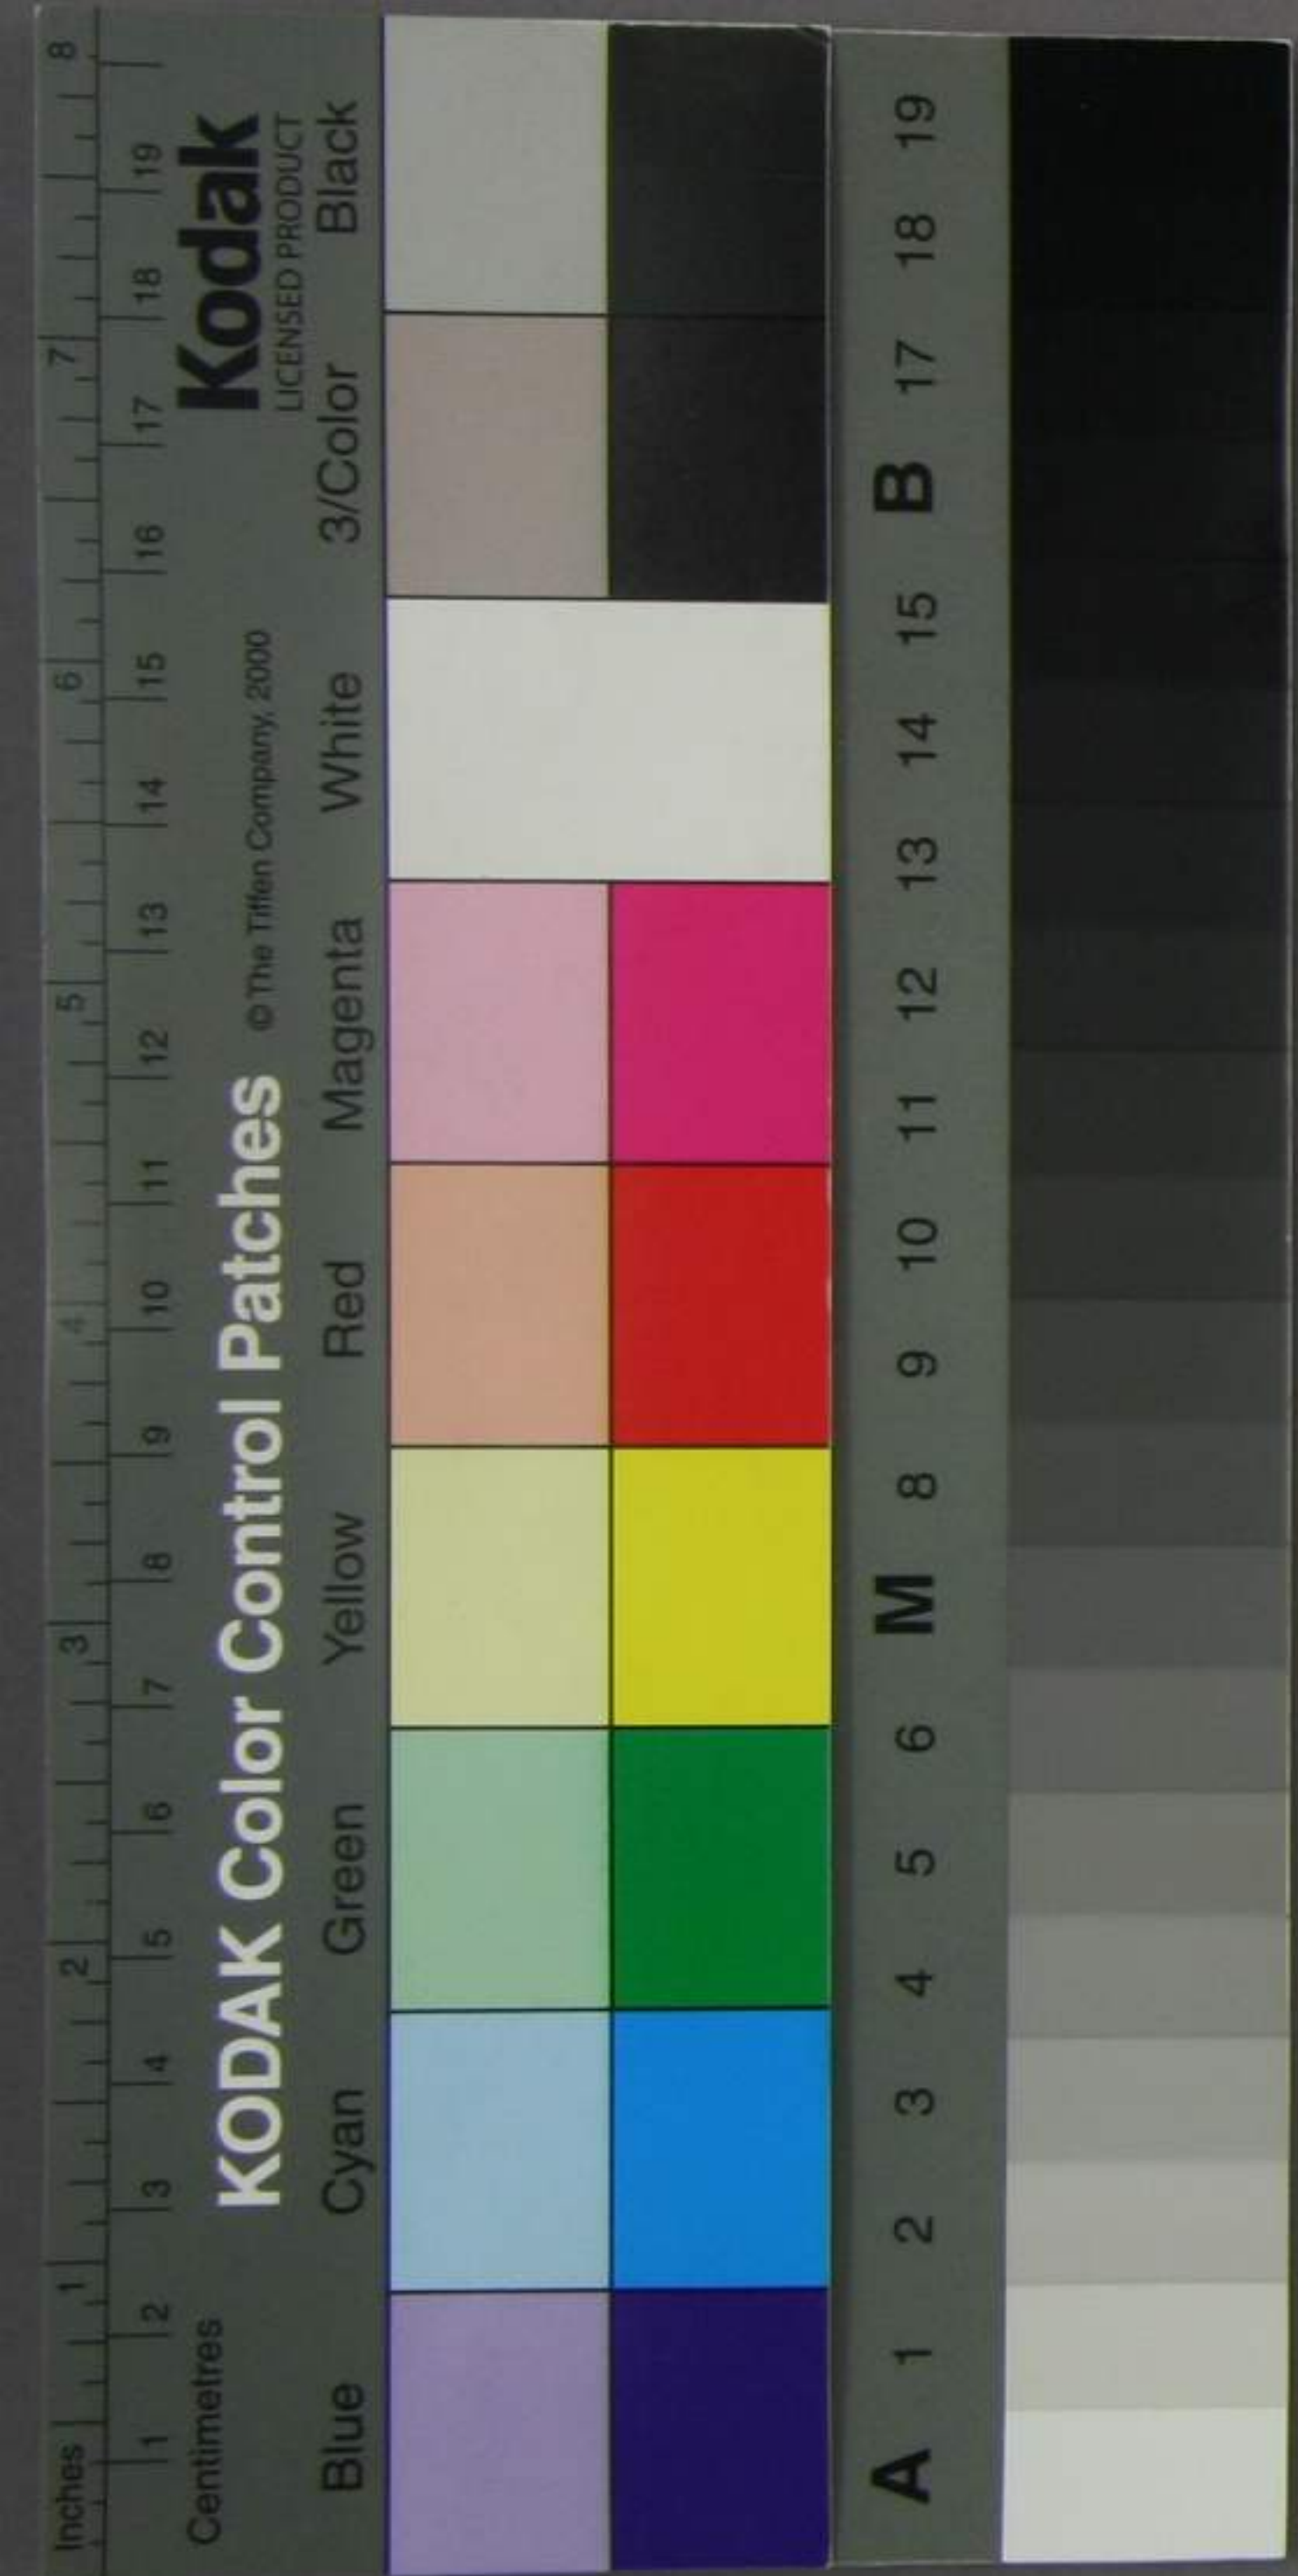 Inches 1 2 3 4 5 6 7 8
1 2 3 4 5 6 7 8 9 10 11 12 13 14 15 16 17 18 19
Centimetres
KODAK Color Control Patches © The Tiffen Company, 2000 Kodak
LICENSED PRODUCT
Blue Cyan Green Yellow Red Magenta White 3/Color Black
A 1 2 3 4 5 6 M 8 9 10 11 12 13 14 15 B 17 18 19